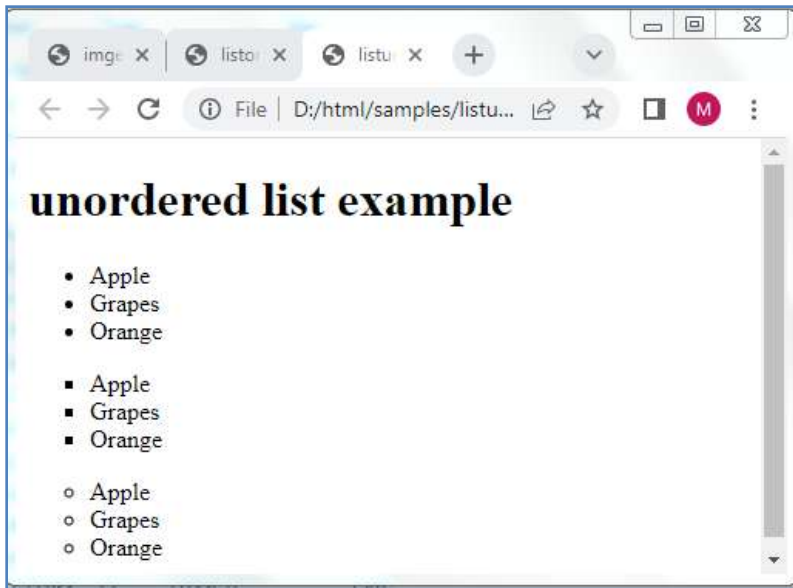 imge
listo
listu
File
D:/html/samples/listu...
M
unordered list example
Apple
Grapes
Orange
Apple
Grapes
Orange
Apple
Grapes
Orange